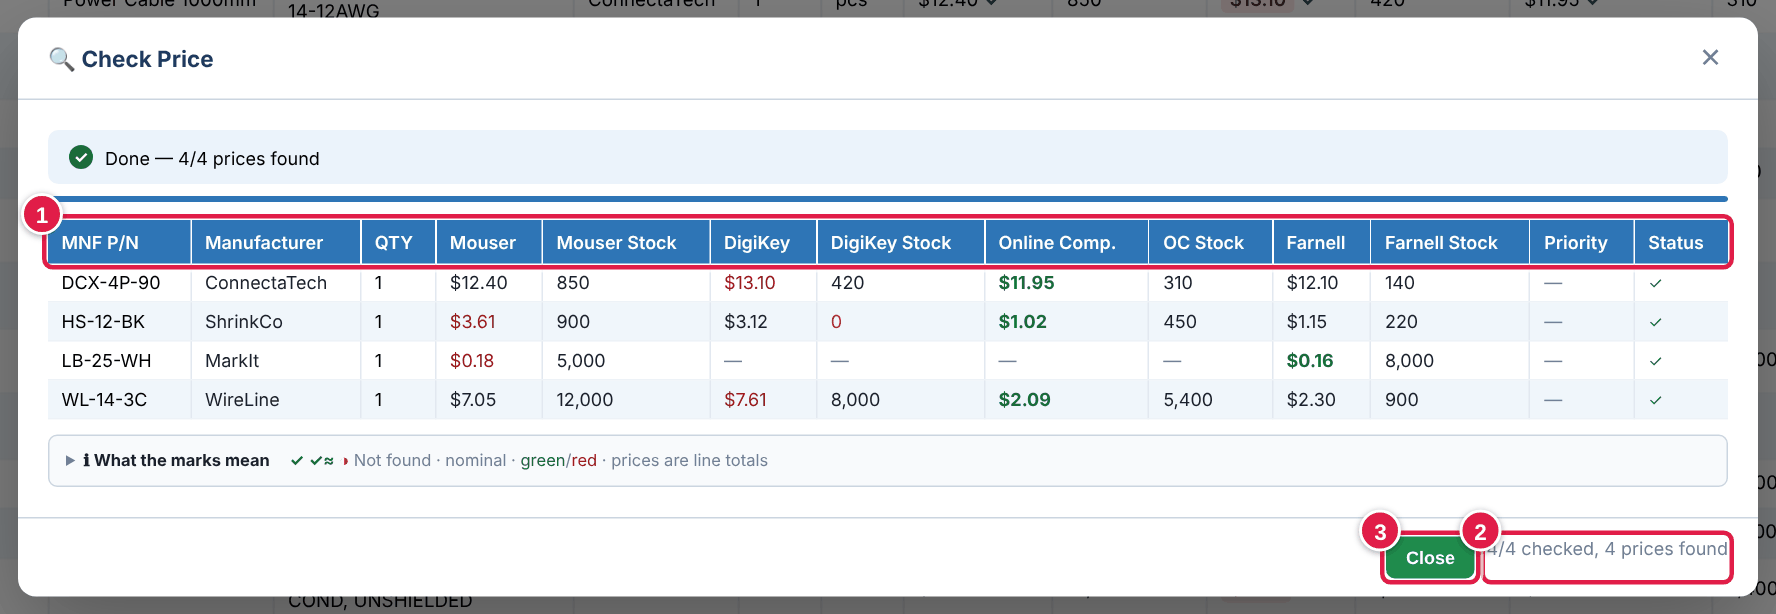 Power Cable 1000mm 14-12AWG ConnectaTech 1 pcs $12.40 850 $13.10 420 $11.95 310
🔍 Check Price ✕
Done — 4/4 prices found
1
MNF P/N Manufacturer QTY Mouser Mouser Stock DigiKey DigiKey Stock Online Comp. OC Stock Farnell Farnell Stock Priority Status
DCX-4P-90 ConnectaTech 1 $12.40 850 $13.10 420 $11.95 310 $12.10 140 — ✓
HS-12-BK ShrinkCo 1 $3.61 900 $3.12 0 $1.02 450 $1.15 220 — ✓
LB-25-WH MarkIt 1 $0.18 5,000 — — — — $0.16 8,000 — ✓
WL-14-3C WireLine 1 $7.05 12,000 $7.61 8,000 $2.09 5,400 $2.30 900 — ✓
▶ ℹ What the marks mean ✓ ✓≈ Not found · nominal · green/red · prices are line totals
3 2
Close 4/4 checked, 4 prices found
COND, UNSHIELDED